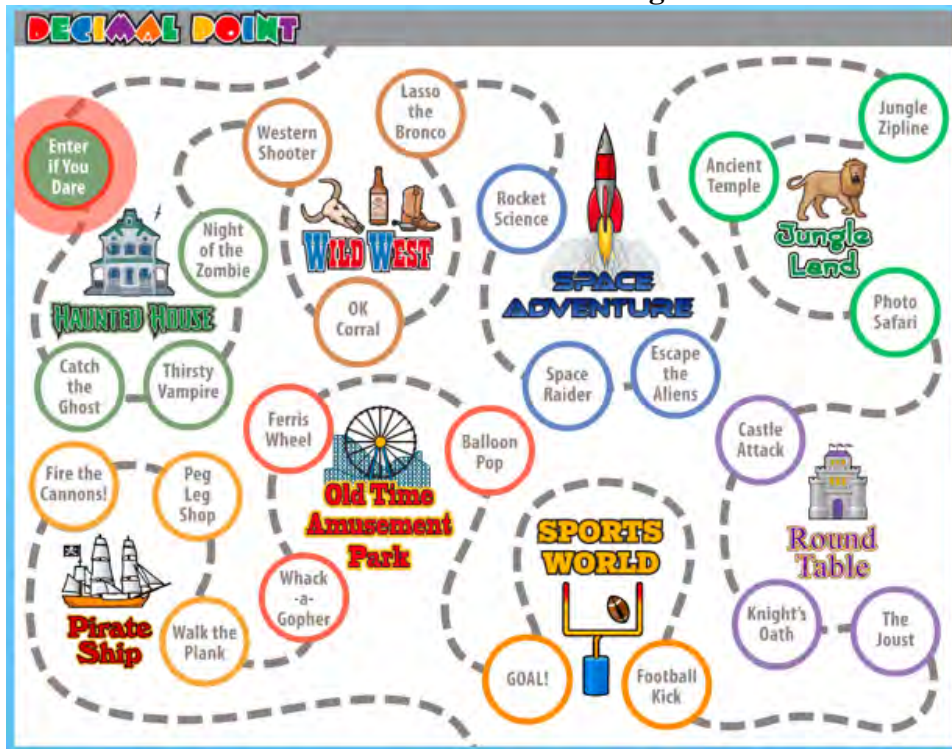 DECIMAL POINT
Enter
if You
Dare
Western
Shooter
Lasso
the
Bronco
Jungle
Zipline
Ancient
Temple
Rocket
Science
Night
of the
Zombie
WILD WEST
Jungle
Land
SPACE
ADVENTURE
HAUNTED HOUSE
OK
Corral
Photo
Safari
Catch
the
Ghost
Thirsty
Vampire
Space
Raider
Escape
the
Aliens
Ferris
Wheel
Balloon
Pop
Castle
Attack
Fire the
Cannons!
Peg
Leg
Shop
Old Time
Amusement
Park
SPORTS
WORLD
Round
Table
Whack
-a-
Gopher
Pirate
Ship
Walk the
Plank
Knight's
Oath
The
Joust
GOAL!
Football
Kick